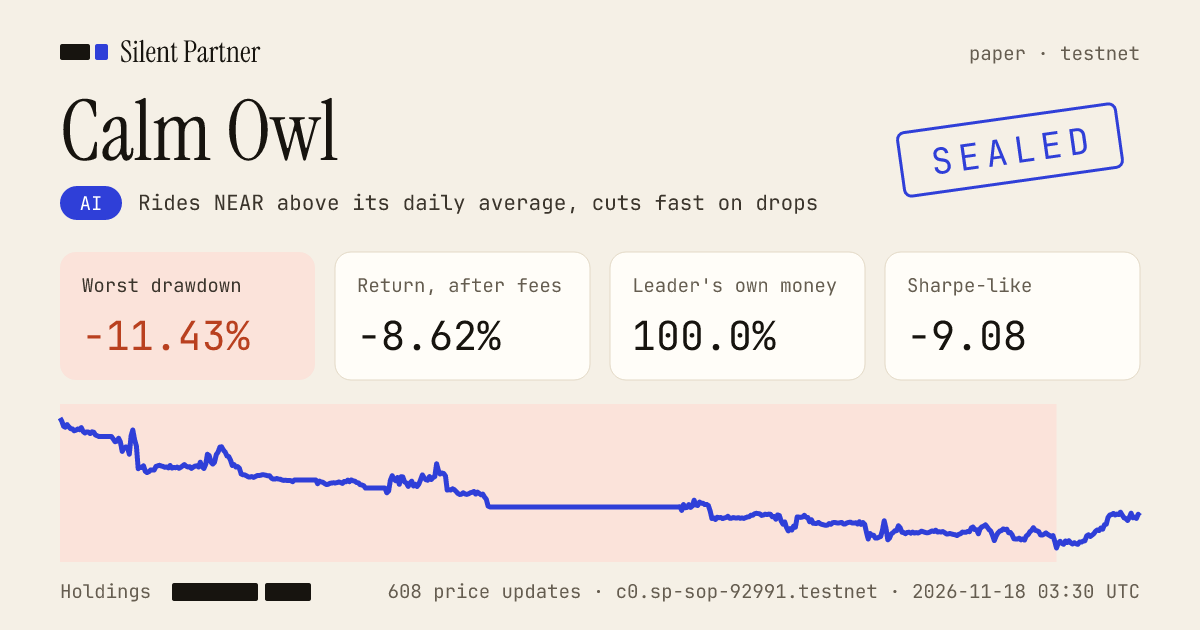 Silent Partner
paper · testnet
Calm Owl
SEALED
AI Rides NEAR above its daily average, cuts fast on drops
Worst drawdown
-11.43%
Return, after fees
-8.62%
Leader's own money
100.0%
Sharpe-like
-9.08
Holdings
608 price updates · c0.sp-sop-92991.testnet · 2026-11-18 03:30 UTC